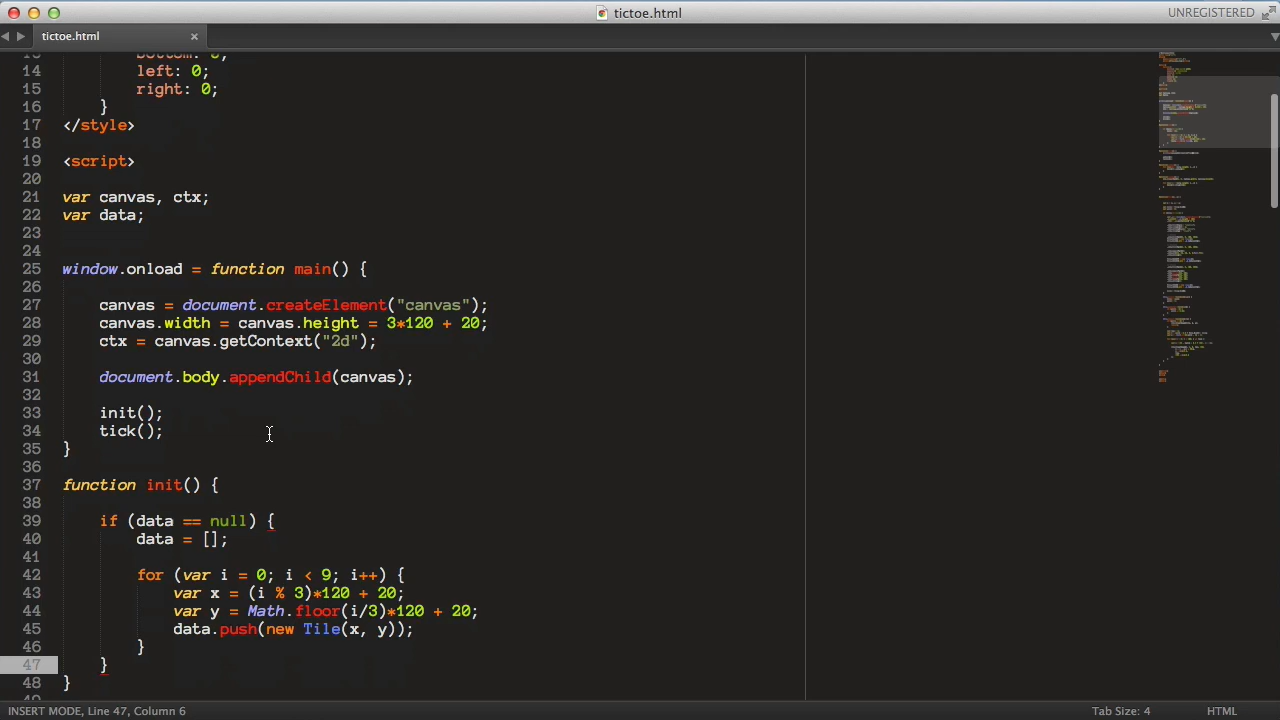 tictoe.html
UNREGISTERED
tictoe.html ×
14 left: 0;
15 right: 0;
16 }
17 </style>
18
19 <script>
20
21 var canvas, ctx;
22 var data;
23
24
25 window.onload = function main() {
26
27 canvas = document.createElement("canvas");
28 canvas.width = canvas.height = 3*120 + 20;
29 ctx = canvas.getContext("2d");
30
31 document.body.appendChild(canvas);
32
33 init();
34 tick();
35 }
36
37 function init() {
38
39 if (data == null) {
40 data = [];
41
42 for (var i = 0; i < 9; i++) {
43 var x = (i % 3)*120 + 20;
44 var y = Math.floor(i/3)*120 + 20;
45 data.push(new Tile(x, y));
46 }
47 }
48 }
INSERT MODE, Line 47, Column 6
Tab Size: 4
HTML